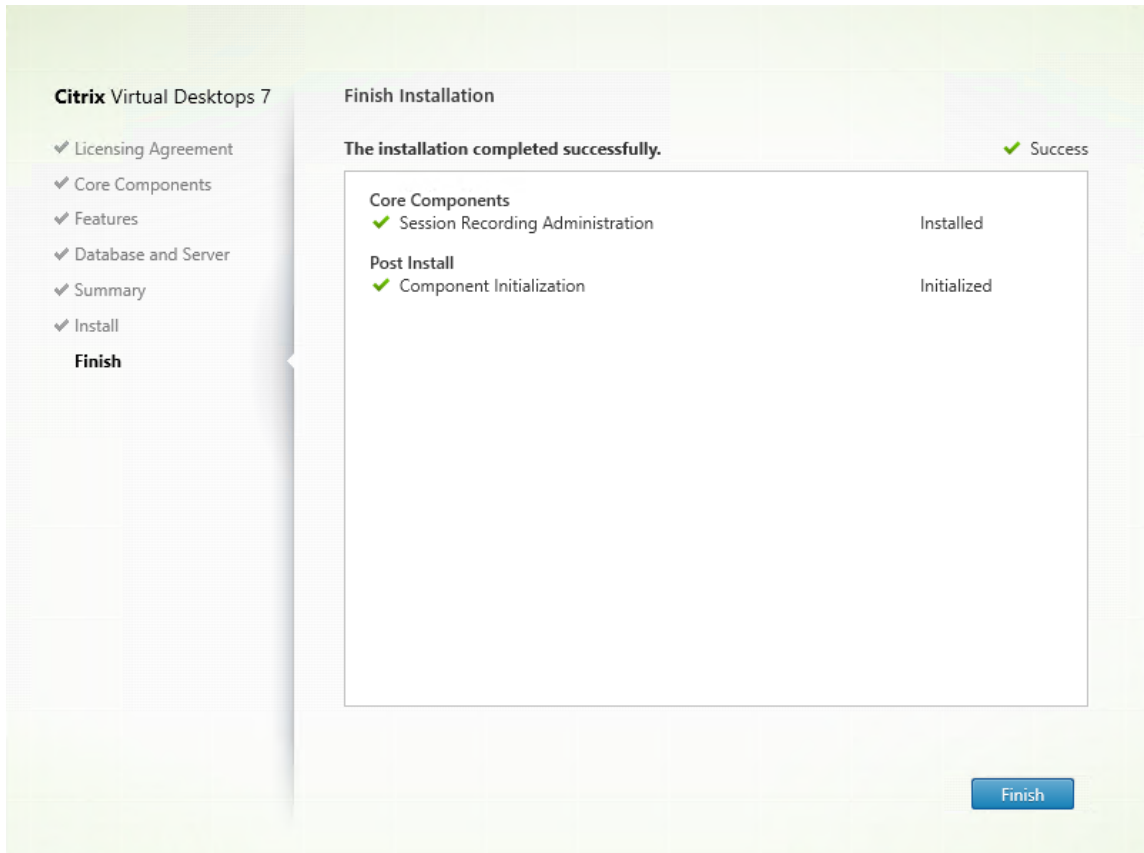 Citrix Virtual Desktops 7
Licensing Agreement
Core Components
Features
Database and Server
Summary
Install
Finish
Finish Installation
The installation completed successfully. Success
Core Components
Session Recording Administration Installed
Post Install
Component Initialization Initialized
Finish